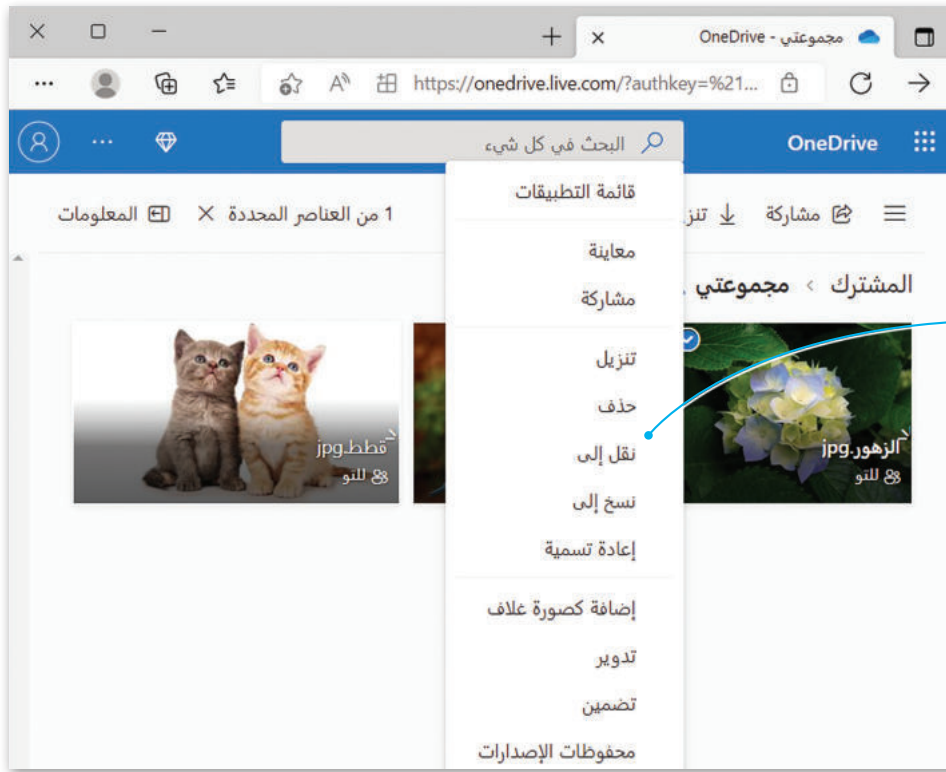 مجموعتي - OneDrive
https://onedrive.live.com/?authkey=%21...
OneDrive
البحث في كل شيء
مشاركة
1 من العناصر المحددة
المعلومات
المشترك > مجموعتي
قائمة التطبيقات
معاينة
مشاركة
تنزيل
حذف
نقل إلى
نسخ إلى
إعادة تسمية
إضافة كصورة غلاف
تدوير
تضمين
محفوظات الإصدارات
الزهور.jpg
للتو
قطط.jpg
للتو